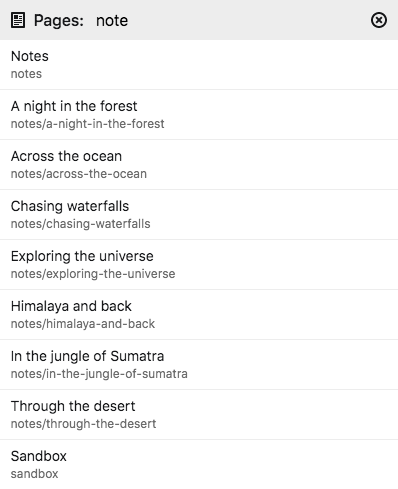 Pages: note
Notes
notes
A night in the forest
notes/a-night-in-the-forest
Across the ocean
notes/across-the-ocean
Chasing waterfalls
notes/chasing-waterfalls
Exploring the universe
notes/exploring-the-universe
Himalaya and back
notes/himalaya-and-back
In the jungle of Sumatra
notes/in-the-jungle-of-sumatra
Through the desert
notes/through-the-desert
Sandbox
sandbox